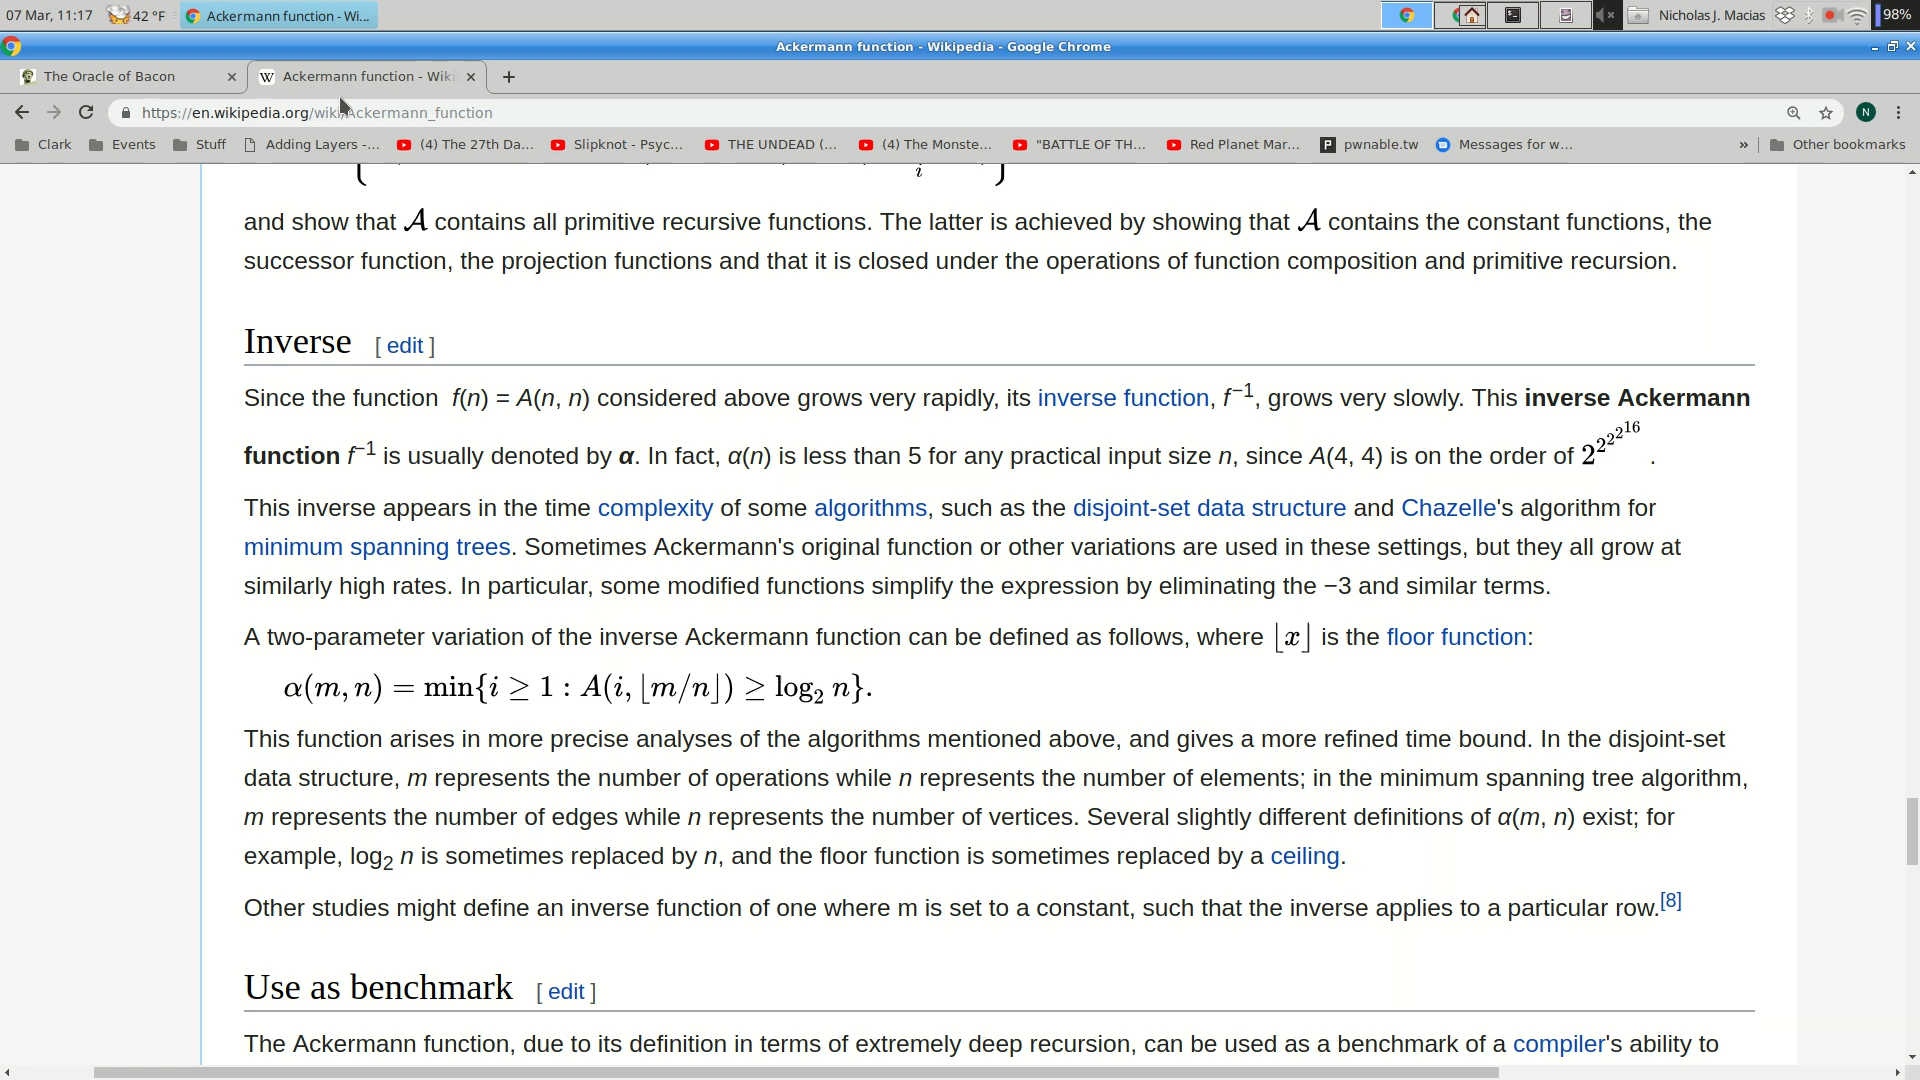 07 Mar, 11:17 42 °F Ackermann function - Wi... Nicholas J. Macias 98%
Ackermann function - Wikipedia - Google Chrome
The Oracle of Bacon Ackermann function - Wiki
https://en.wikipedia.org/wiki/Ackermann_function N
Clark Events Stuff Adding Layers -... (4) The 27th Da... Slipknot - Psyc... THE UNDEAD (... (4) The Monste... "BATTLE OF TH... Red Planet Mar... pwnable.tw Messages for w... » Other bookmarks
i
and show that 𝒜 contains all primitive recursive functions. The latter is achieved by showing that 𝒜 contains the constant functions, the
successor function, the projection functions and that it is closed under the operations of function composition and primitive recursion.
Inverse [ edit ]
Since the function f(n) = A(n, n) considered above grows very rapidly, its inverse function, f⁻¹, grows very slowly. This inverse Ackermann
function f⁻¹ is usually denoted by α. In fact, α(n) is less than 5 for any practical input size n, since A(4, 4) is on the order of 2^{2^{2^{2^{16}}}}.
This inverse appears in the time complexity of some algorithms, such as the disjoint-set data structure and Chazelle's algorithm for
minimum spanning trees. Sometimes Ackermann's original function or other variations are used in these settings, but they all grow at
similarly high rates. In particular, some modified functions simplify the expression by eliminating the −3 and similar terms.
A two-parameter variation of the inverse Ackermann function can be defined as follows, where ⌊x⌋ is the floor function:
α(m, n) = min{i ≥ 1 : A(i, ⌊m/n⌋) ≥ log₂ n}.
This function arises in more precise analyses of the algorithms mentioned above, and gives a more refined time bound. In the disjoint-set
data structure, m represents the number of operations while n represents the number of elements; in the minimum spanning tree algorithm,
m represents the number of edges while n represents the number of vertices. Several slightly different definitions of α(m, n) exist; for
example, log₂ n is sometimes replaced by n, and the floor function is sometimes replaced by a ceiling.
Other studies might define an inverse function of one where m is set to a constant, such that the inverse applies to a particular row.[8]
Use as benchmark [ edit ]
The Ackermann function, due to its definition in terms of extremely deep recursion, can be used as a benchmark of a compiler's ability to